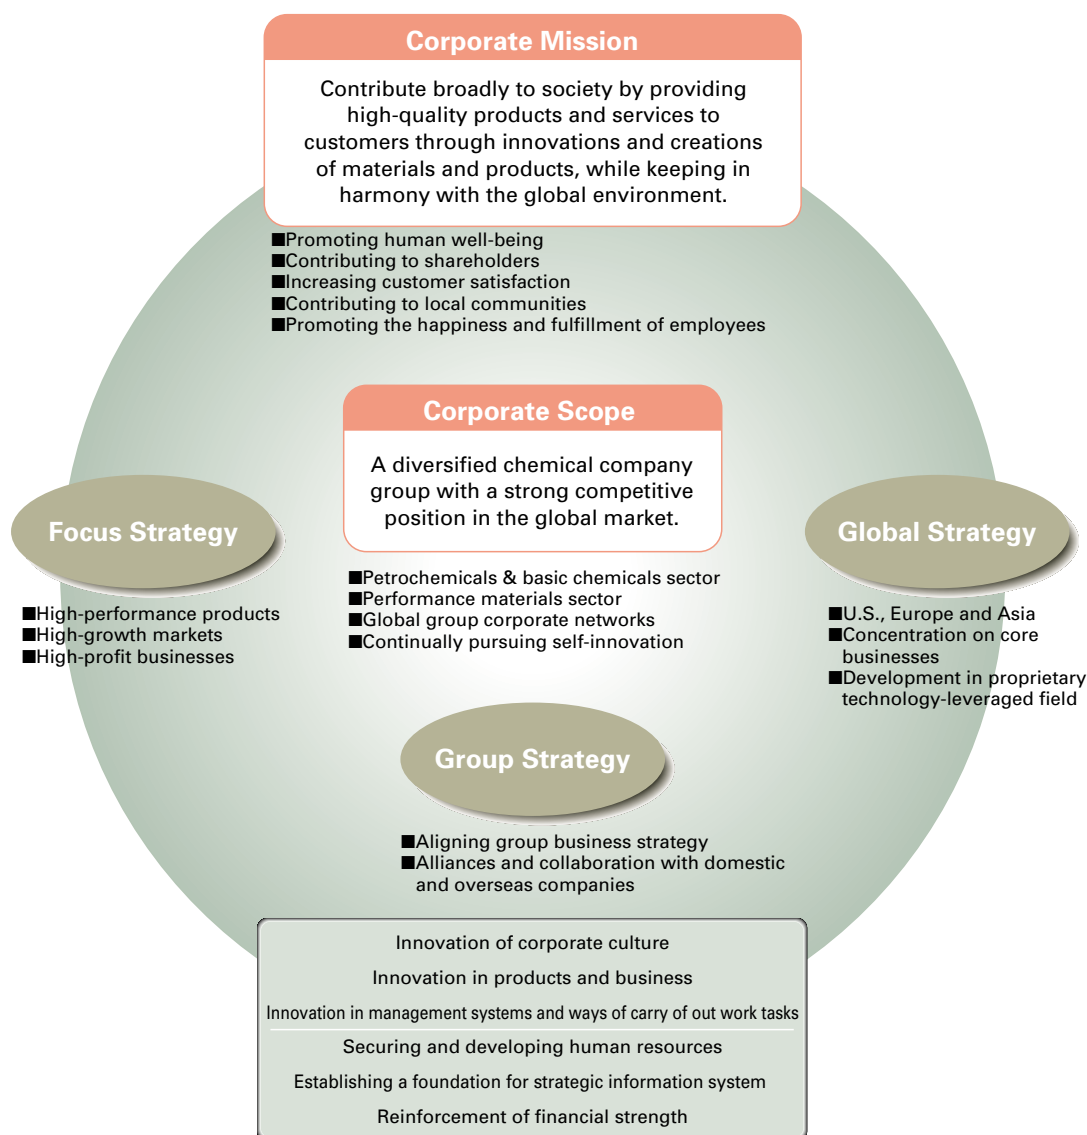 Corporate Mission
Contribute broadly to society by providing
high-quality products and services to
customers through innovations and creations
of materials and products, while keeping in
harmony with the global environment.
■Promoting human well-being
■Contributing to shareholders
■Increasing customer satisfaction
■Contributing to local communities
■Promoting the happiness and fulfillment of employees
Corporate Scope
A diversified chemical company
group with a strong competitive
position in the global market.
■Petrochemicals & basic chemicals sector
■Performance materials sector
■Global group corporate networks
■Continually pursuing self-innovation
Focus Strategy
■High-performance products
■High-growth markets
■High-profit businesses
Global Strategy
■U.S., Europe and Asia
■Concentration on core
businesses
■Development in proprietary
technology-leveraged field
Group Strategy
■Aligning group business strategy
■Alliances and collaboration with domestic
and overseas companies
Innovation of corporate culture
Innovation in products and business
Innovation in management systems and ways of carry of out work tasks
Securing and developing human resources
Establishing a foundation for strategic information system
Reinforcement of financial strength